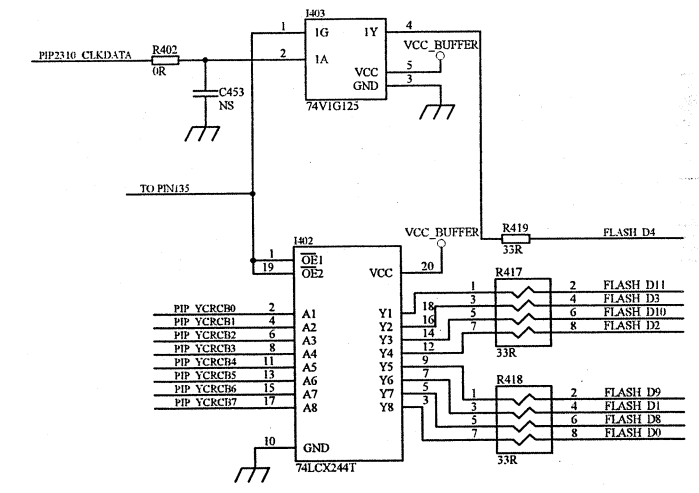 I403
1 1G 1Y 4
VCC_BUFFER
PIP2310_CLKDATA R402 2 1A
0R
VCC 5
GND 3
C453
NS
74V1G125
TO PIN135
I402
VCC_BUFFER
R419 FLASH_D4
33R
1 OE1
19 OE2
VCC 20
R417
PIP_YCRCB0 2 A1 Y1 18 1 2 FLASH_D11
PIP_YCRCB1 4 A2 Y2 16 3 4 FLASH_D3
PIP_YCRCB2 6 A3 Y3 14 5 6 FLASH_D10
PIP_YCRCB3 8 A4 Y4 12 7 8 FLASH_D2
33R
PIP_YCRCB4 11 A5 Y5 9
PIP_YCRCB5 13 A6 Y6 7
PIP_YCRCB6 15 A7 Y7 5
PIP_YCRCB7 17 A8 Y8 3
R418
1 2 FLASH_D9
3 4 FLASH_D1
5 6 FLASH_D8
7 8 FLASH_D0
33R
10 GND
74LCX244T